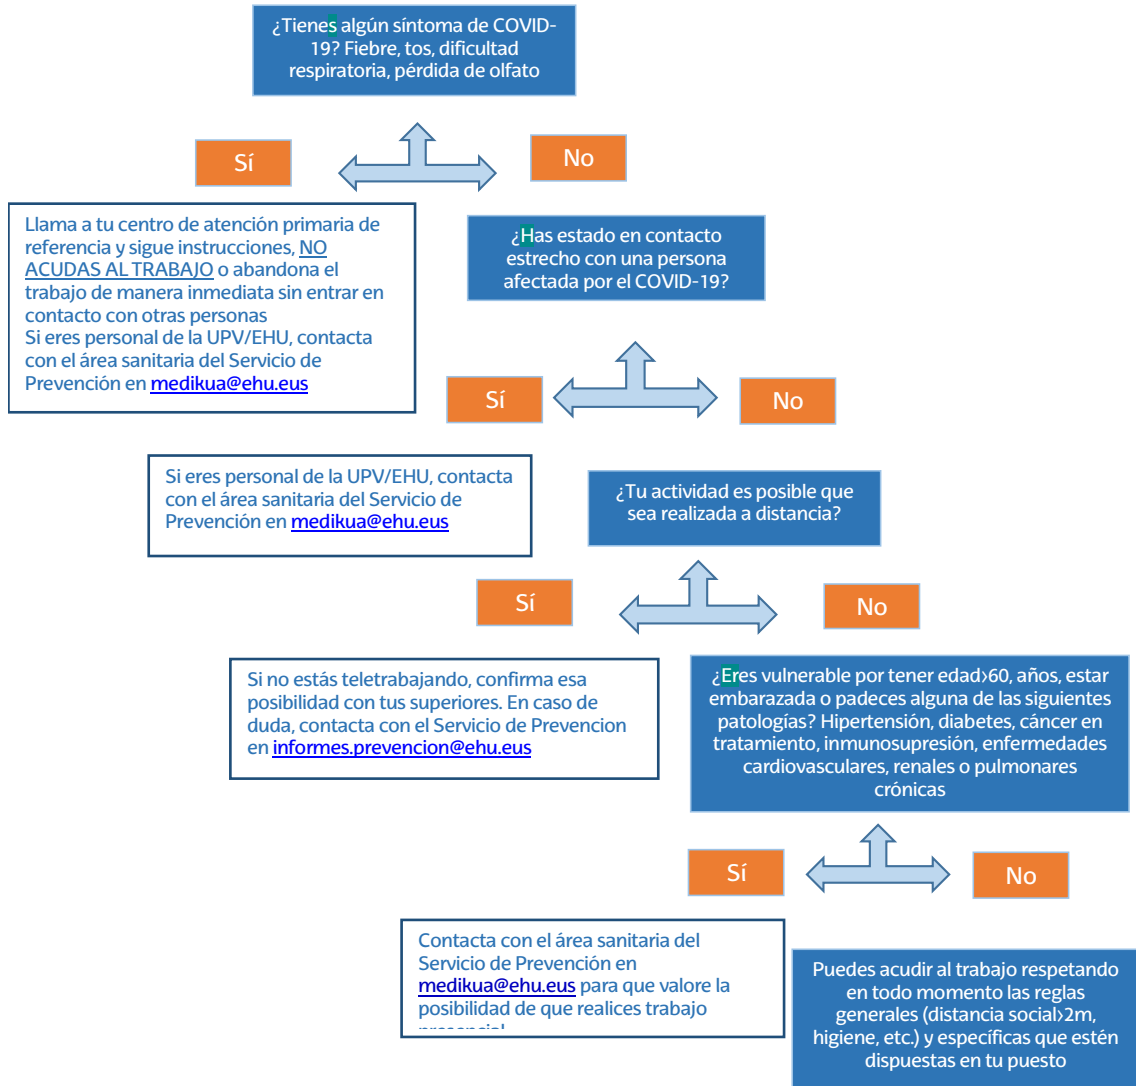 ¿Tienes algún síntoma de COVID-
19? Fiebre, tos, dificultad
respiratoria, pérdida de olfato
Sí
No
Llama a tu centro de atención primaria de
referencia y sigue instrucciones, NO
ACUDAS AL TRABAJO o abandona el
trabajo de manera inmediata sin entrar en
contacto con otras personas
Si eres personal de la UPV/EHU, contacta
con el área sanitaria del Servicio de
Prevención en medikua@ehu.eus
¿Has estado en contacto
estrecho con una persona
afectada por el COVID-19?
Sí
No
Si eres personal de la UPV/EHU, contacta
con el área sanitaria del Servicio de
Prevención en medikua@ehu.eus
¿Tu actividad es posible que
sea realizada a distancia?
Sí
No
Si no estás teletrabajando, confirma esa
posibilidad con tus superiores. En caso de
duda, contacta con el Servicio de Prevencion
en informes.prevencion@ehu.eus
¿Eres vulnerable por tener edad>60, años, estar
embarazada o padeces alguna de las siguientes
patologías? Hipertensión, diabetes, cáncer en
tratamiento, inmunosupresión, enfermedades
cardiovasculares, renales o pulmonares
crónicas
Sí
No
Contacta con el área sanitaria del
Servicio de Prevención en
medikua@ehu.eus para que valore la
posibilidad de que realices trabajo
Puedes acudir al trabajo respetando
en todo momento las reglas
generales (distancia social>2m,
higiene, etc.) y específicas que estén
dispuestas en tu puesto